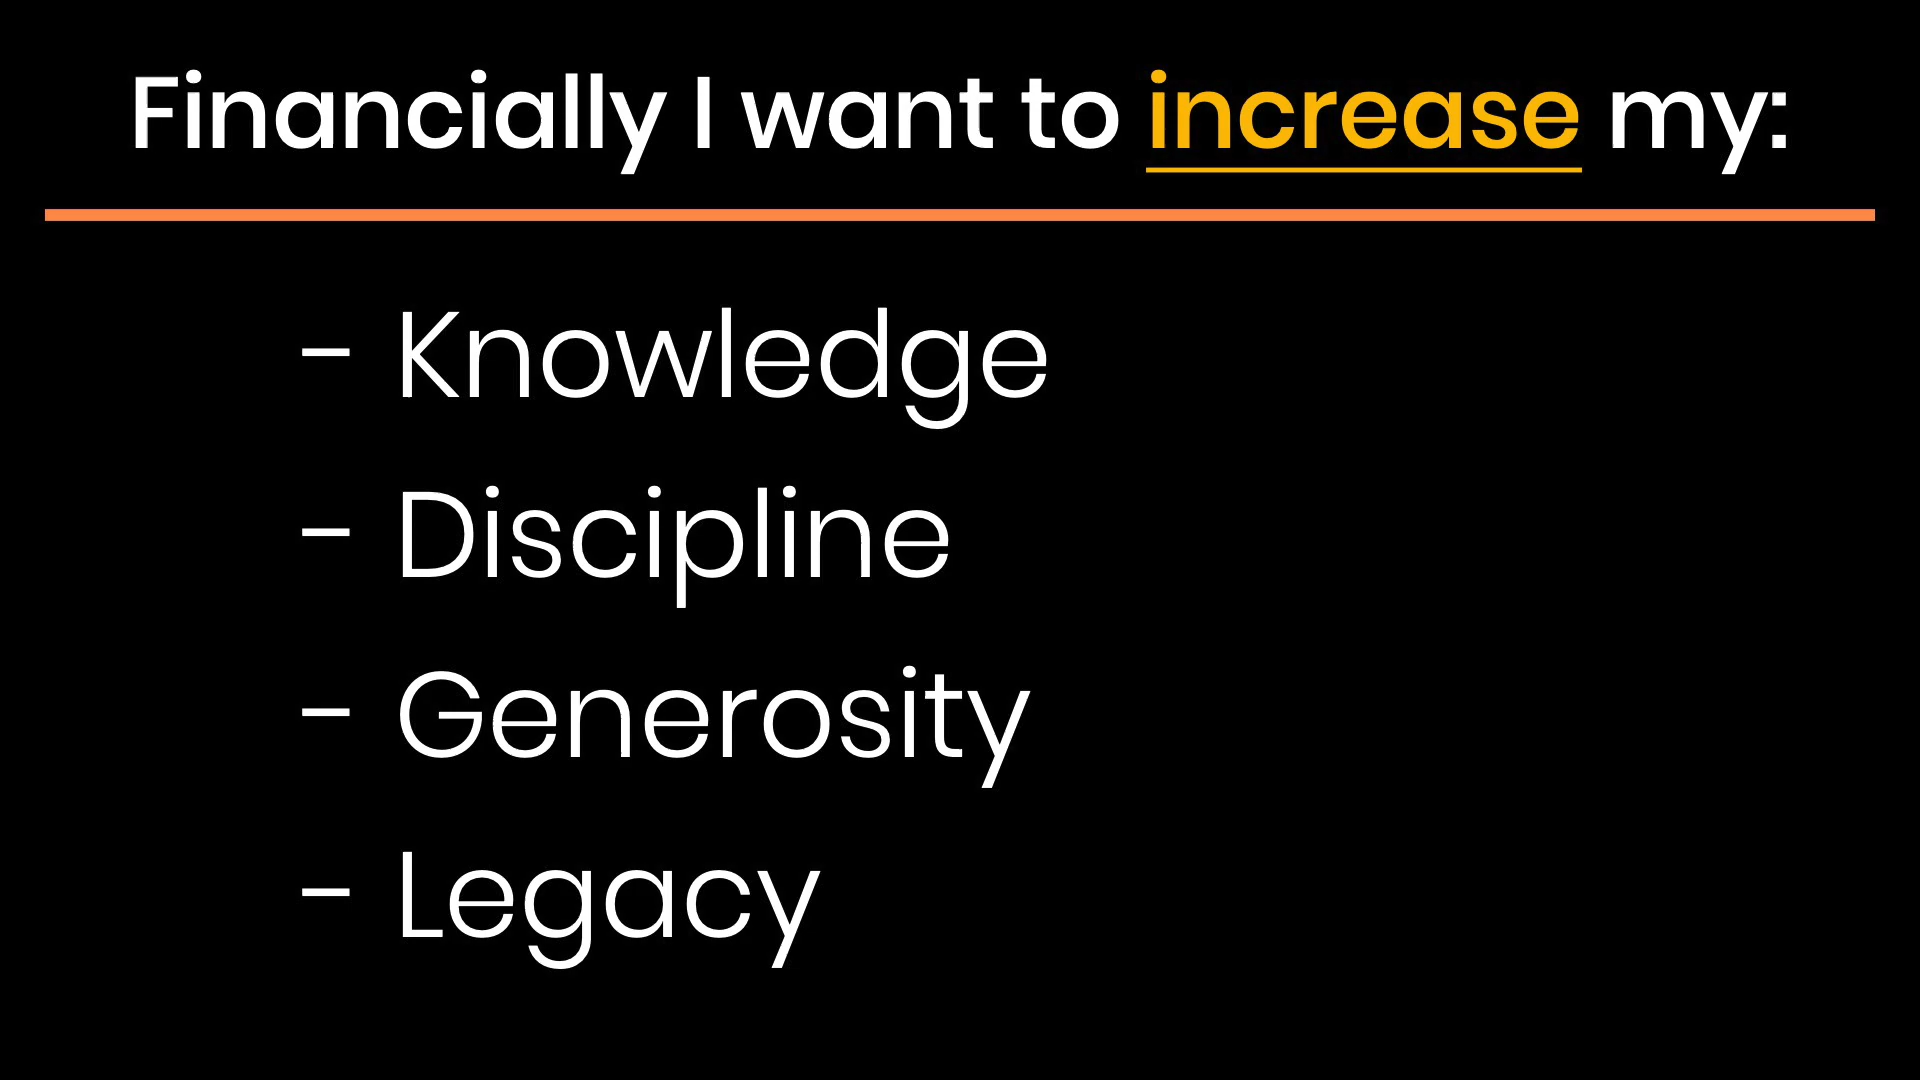 Financially I want to increase my:
- Knowledge
- Discipline
- Generosity
- Legacy